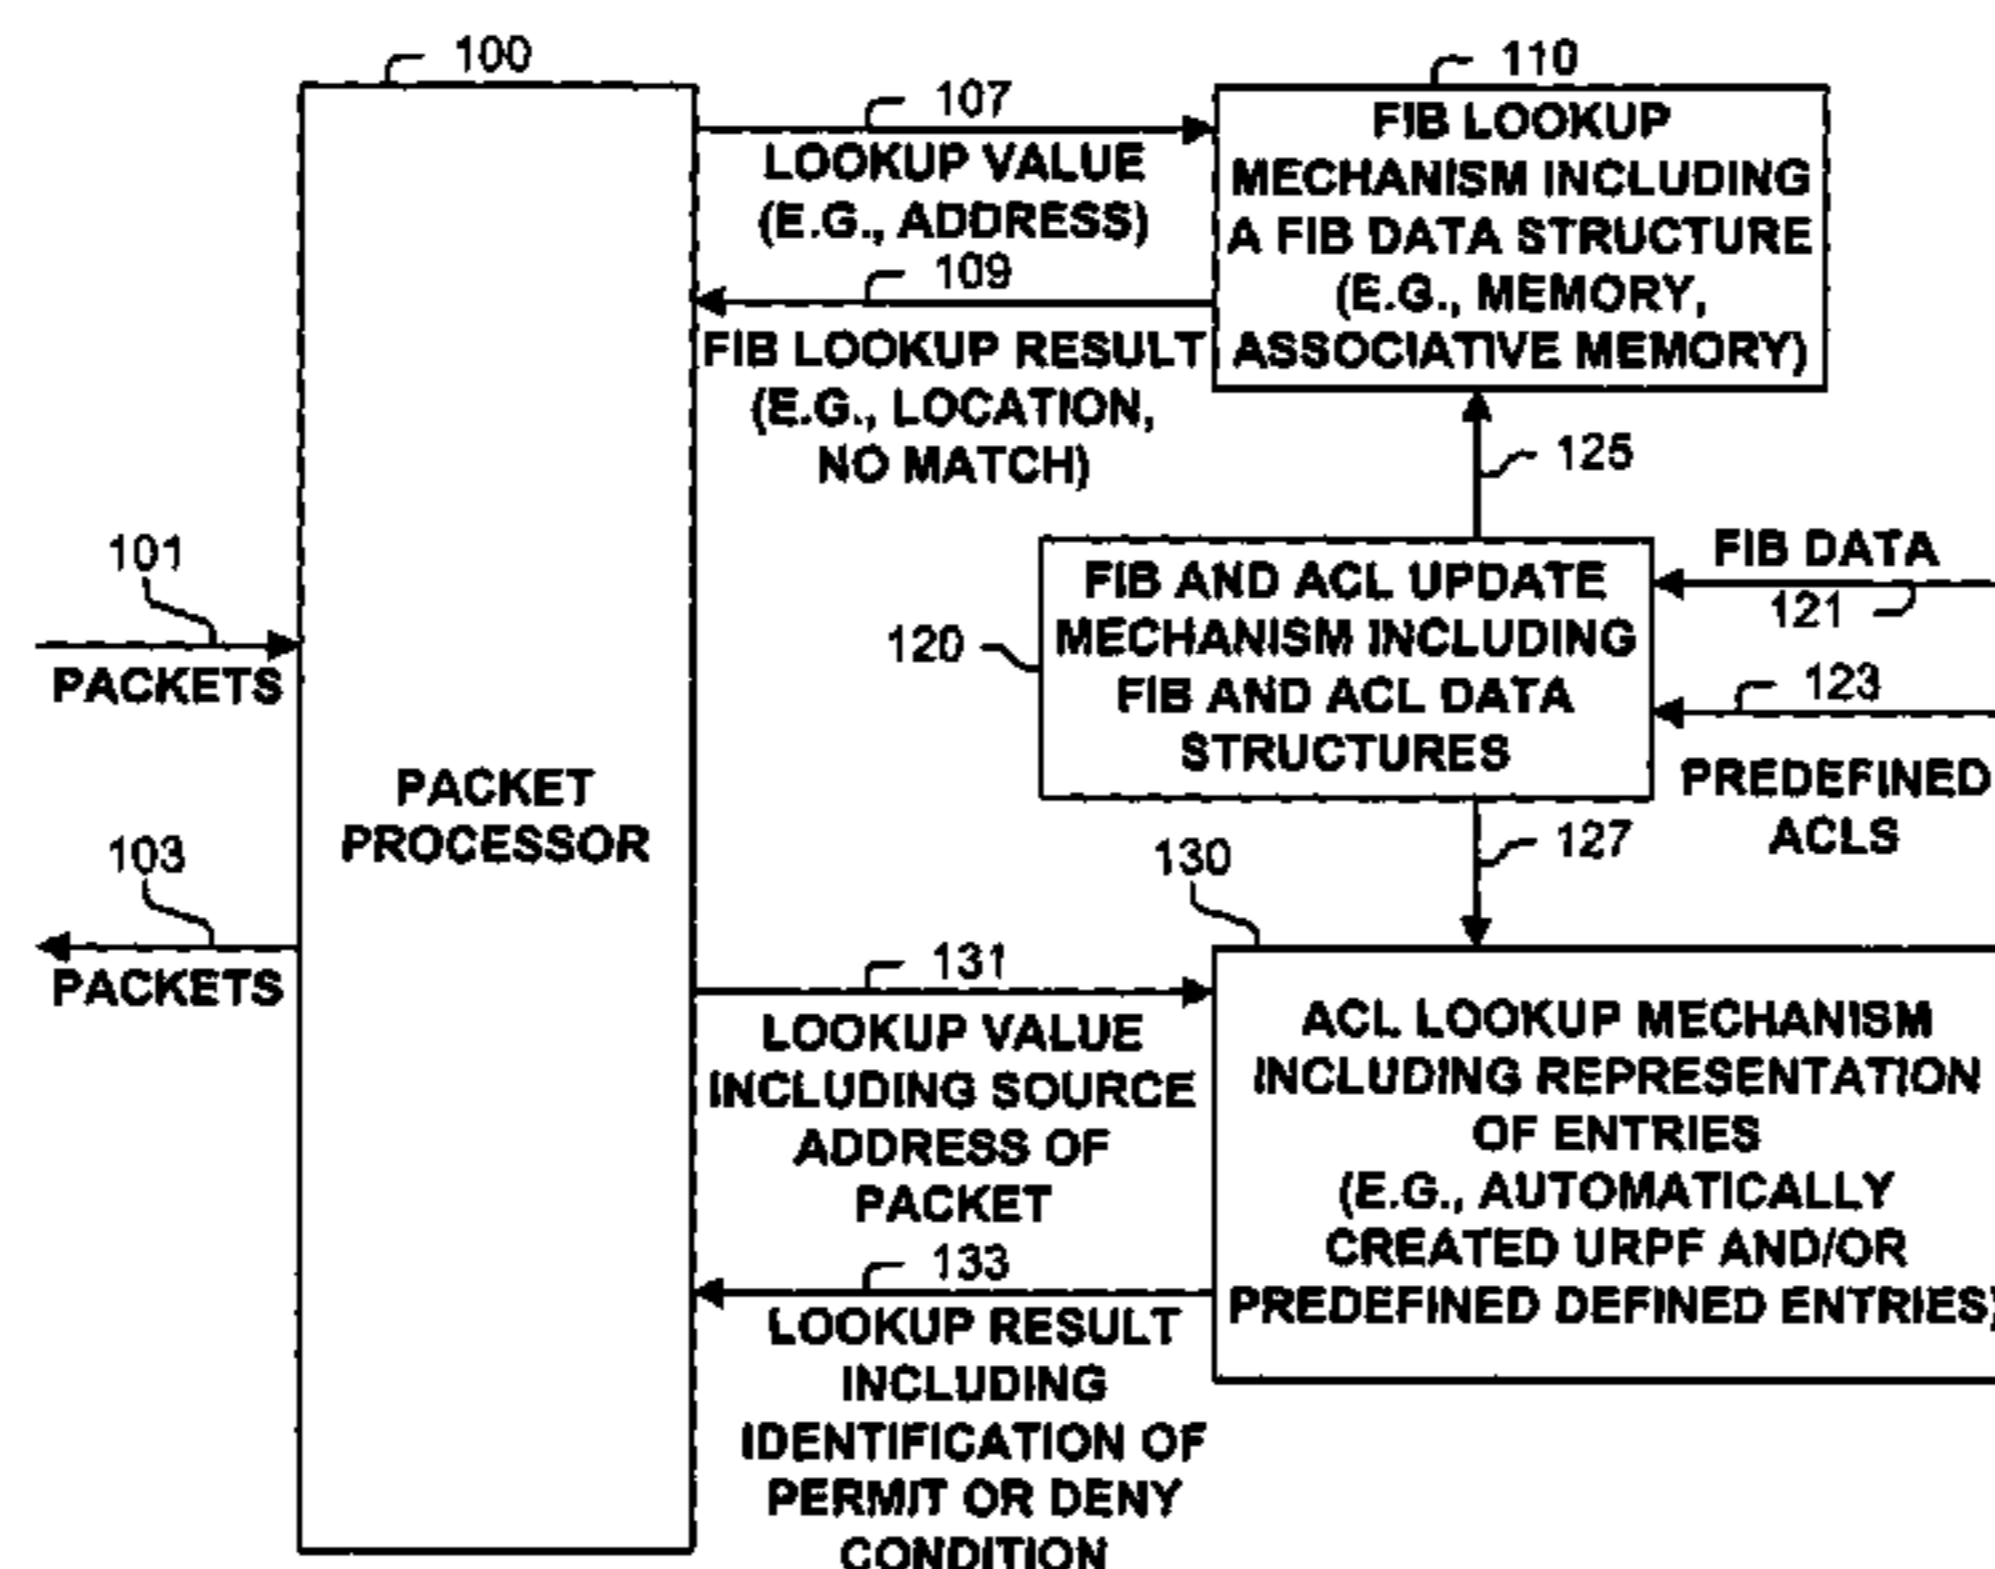 100
107
LOOKUP VALUE
(E.G., ADDRESS)
109
FIB LOOKUP RESULT
(E.G., LOCATION,
NO MATCH)
110
FIB LOOKUP
MECHANISM INCLUDING
A FIB DATA STRUCTURE
(E.G., MEMORY,
ASSOCIATIVE MEMORY)
125
101
PACKETS
103
PACKETS
PACKET
PROCESSOR
120
FIB AND ACL UPDATE
MECHANISM INCLUDING
FIB AND ACL DATA
STRUCTURES
FIB DATA
121
123
PREDEFINED
ACLS
127
130
131
LOOKUP VALUE
INCLUDING SOURCE
ADDRESS OF
PACKET
133
LOOKUP RESULT
INCLUDING
IDENTIFICATION OF
PERMIT OR DENY
CONDITION
ACL LOOKUP MECHANISM
INCLUDING REPRESENTATION
OF ENTRIES
(E.G., AUTOMATICALLY
CREATED URPF AND/OR
PREDEFINED DEFINED ENTRIES)